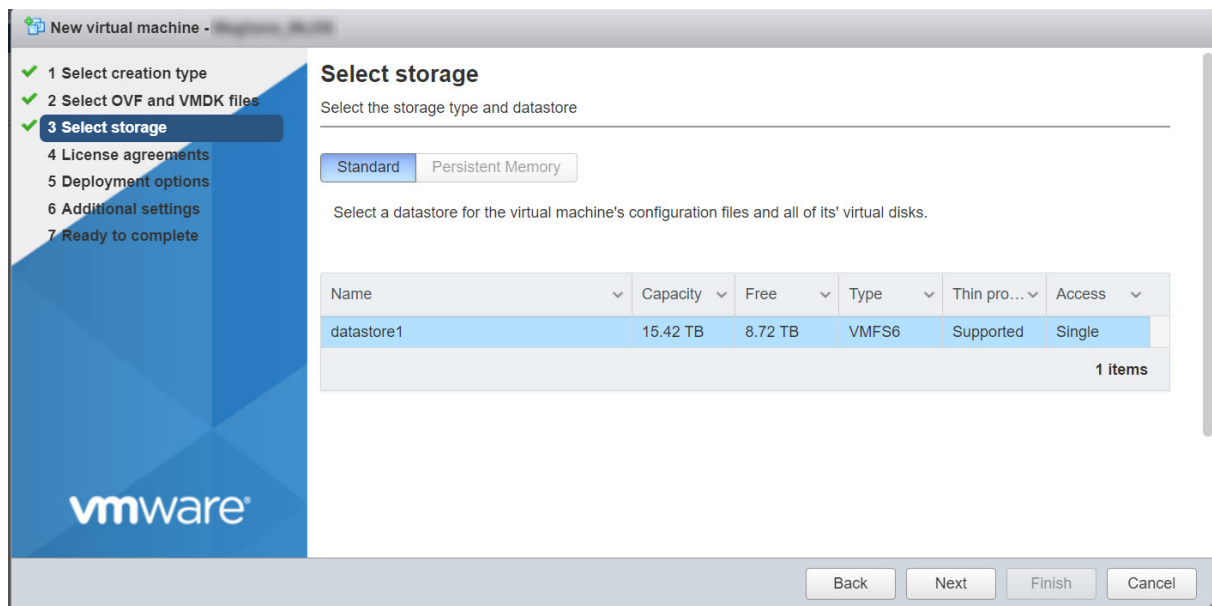 New virtual machine -
1 Select creation type
2 Select OVF and VMDK files
3 Select storage
4 License agreements
5 Deployment options
6 Additional settings
7 Ready to complete
vmware®
Select storage
Select the storage type and datastore
Standard Persistent Memory
Select a datastore for the virtual machine's configuration files and all of its' virtual disks.
Name Capacity Free Type Thin pro... Access
datastore1 15.42 TB 8.72 TB VMFS6 Supported Single
1 items
Back Next Finish Cancel